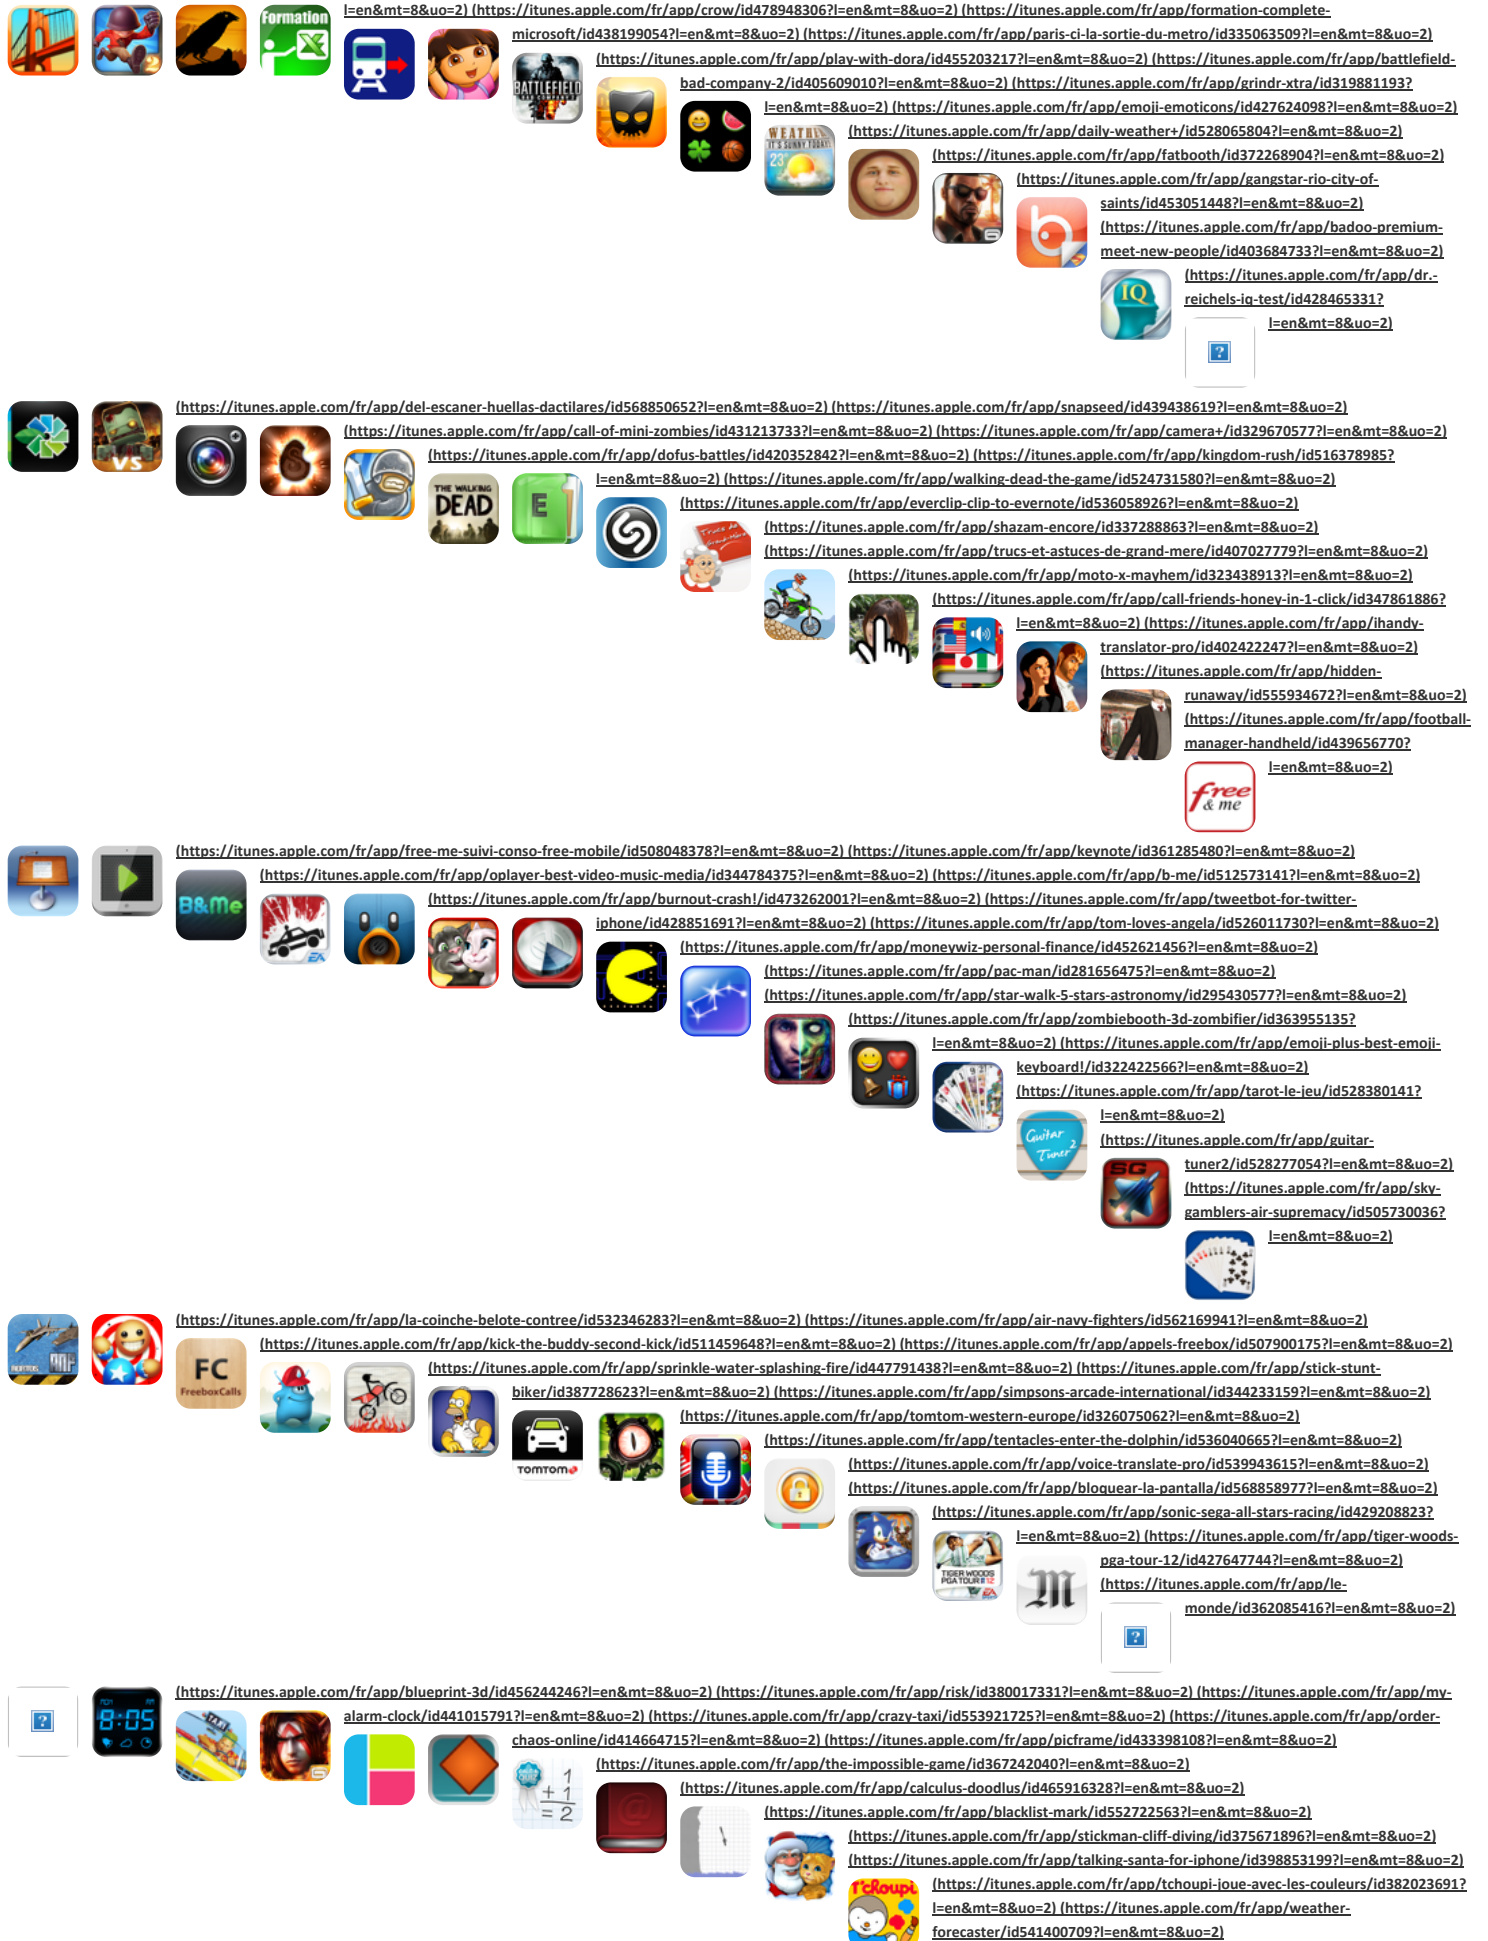 Formation
l=en&mt=8&uo=2) (https://itunes.apple.com/fr/app/crow/id478948306?l=en&mt=8&uo=2) (https://itunes.apple.com/fr/app/formation-complete-
microsoft/id438199054?l=en&mt=8&uo=2) (https://itunes.apple.com/fr/app/paris-ci-la-sortie-du-metro/id335063509?l=en&mt=8&uo=2)
(https://itunes.apple.com/fr/app/play-with-dora/id455203217?l=en&mt=8&uo=2) (https://itunes.apple.com/fr/app/battlefield-
BATTLEFIELD
bad-company-2/id405609010?l=en&mt=8&uo=2) (https://itunes.apple.com/fr/app/grindr-xtra/id319881193?
l=en&mt=8&uo=2) (https://itunes.apple.com/fr/app/emoji-emoticons/id427624098?l=en&mt=8&uo=2)
WEATHER
IT'S SUNNY TODAY
23°
(https://itunes.apple.com/fr/app/daily-weather+/id528065804?l=en&mt=8&uo=2)
(https://itunes.apple.com/fr/app/fatbooth/id372268904?l=en&mt=8&uo=2)
(https://itunes.apple.com/fr/app/gangstar-rio-city-of-
saints/id453051448?l=en&mt=8&uo=2)
(https://itunes.apple.com/fr/app/badoo-premium-
meet-new-people/id403684733?l=en&mt=8&uo=2)
(https://itunes.apple.com/fr/app/dr.-
IQ
reichels-iq-test/id428465331?
l=en&mt=8&uo=2)
VS
(https://itunes.apple.com/fr/app/del-escaner-huellas-dactilares/id568850652?l=en&mt=8&uo=2) (https://itunes.apple.com/fr/app/snapseed/id439438619?l=en&mt=8&uo=2)
(https://itunes.apple.com/fr/app/call-of-mini-zombies/id431213733?l=en&mt=8&uo=2) (https://itunes.apple.com/fr/app/camera+/id329670577?l=en&mt=8&uo=2)
(https://itunes.apple.com/fr/app/dofus-battles/id420352842?l=en&mt=8&uo=2) (https://itunes.apple.com/fr/app/kingdom-rush/id516378985?
THE WALKING
DEAD
E
l=en&mt=8&uo=2) (https://itunes.apple.com/fr/app/walking-dead-the-game/id524731580?l=en&mt=8&uo=2)
(https://itunes.apple.com/fr/app/everclip-clip-to-evernote/id536058926?l=en&mt=8&uo=2)
Trucs de
Grand-Mère
(https://itunes.apple.com/fr/app/shazam-encore/id337288863?l=en&mt=8&uo=2)
(https://itunes.apple.com/fr/app/trucs-et-astuces-de-grand-mere/id407027779?l=en&mt=8&uo=2)
(https://itunes.apple.com/fr/app/moto-x-mayhem/id323438913?l=en&mt=8&uo=2)
(https://itunes.apple.com/fr/app/call-friends-honey-in-1-click/id347861886?
l=en&mt=8&uo=2) (https://itunes.apple.com/fr/app/ihandy-
translator-pro/id402422247?l=en&mt=8&uo=2)
(https://itunes.apple.com/fr/app/hidden-
runaway/id555934672?l=en&mt=8&uo=2)
(https://itunes.apple.com/fr/app/football-
manager-handheld/id439656770?
l=en&mt=8&uo=2)
free
& me
(https://itunes.apple.com/fr/app/free-me-suivi-conso-free-mobile/id508048378?l=en&mt=8&uo=2) (https://itunes.apple.com/fr/app/keynote/id361285480?l=en&mt=8&uo=2)
B&Me
(https://itunes.apple.com/fr/app/oplayer-best-video-music-media/id344784375?l=en&mt=8&uo=2) (https://itunes.apple.com/fr/app/b-me/id512573141?l=en&mt=8&uo=2)
EA
(https://itunes.apple.com/fr/app/burnout-crash!/id473262001?l=en&mt=8&uo=2) (https://itunes.apple.com/fr/app/tweetbot-for-twitter-
iphone/id428851691?l=en&mt=8&uo=2) (https://itunes.apple.com/fr/app/tom-loves-angela/id526011730?l=en&mt=8&uo=2)
(https://itunes.apple.com/fr/app/moneywiz-personal-finance/id452621456?l=en&mt=8&uo=2)
(https://itunes.apple.com/fr/app/pac-man/id281656475?l=en&mt=8&uo=2)
(https://itunes.apple.com/fr/app/star-walk-5-stars-astronomy/id295430577?l=en&mt=8&uo=2)
(https://itunes.apple.com/fr/app/zombiebooth-3d-zombifier/id363955135?
l=en&mt=8&uo=2) (https://itunes.apple.com/fr/app/emoji-plus-best-emoji-
keyboard!/id322422566?l=en&mt=8&uo=2)
(https://itunes.apple.com/fr/app/tarot-le-jeu/id528380141?
l=en&mt=8&uo=2)
Guitar
Tuner 2
(https://itunes.apple.com/fr/app/guitar-
SG
tuner2/id528277054?l=en&mt=8&uo=2)
(https://itunes.apple.com/fr/app/sky-
gamblers-air-supremacy/id505730036?
l=en&mt=8&uo=2)
(https://itunes.apple.com/fr/app/la-coinche-belote-contree/id532346283?l=en&mt=8&uo=2) (https://itunes.apple.com/fr/app/air-navy-fighters/id562169941?l=en&mt=8&uo=2)
FC
FreeboxCalls
(https://itunes.apple.com/fr/app/kick-the-buddy-second-kick/id511459648?l=en&mt=8&uo=2) (https://itunes.apple.com/fr/app/appels-freebox/id507900175?l=en&mt=8&uo=2)
(https://itunes.apple.com/fr/app/sprinkle-water-splashing-fire/id447791438?l=en&mt=8&uo=2) (https://itunes.apple.com/fr/app/stick-stunt-
biker/id387728623?l=en&mt=8&uo=2) (https://itunes.apple.com/fr/app/simpsons-arcade-international/id344233159?l=en&mt=8&uo=2)
TOMTOM
(https://itunes.apple.com/fr/app/tomtom-western-europe/id326075062?l=en&mt=8&uo=2)
(https://itunes.apple.com/fr/app/tentacles-enter-the-dolphin/id536040665?l=en&mt=8&uo=2)
(https://itunes.apple.com/fr/app/voice-translate-pro/id539943615?l=en&mt=8&uo=2)
(https://itunes.apple.com/fr/app/bloquear-la-pantalla/id568858977?l=en&mt=8&uo=2)
(https://itunes.apple.com/fr/app/sonic-sega-all-stars-racing/id429208823?
TIGER WOODS
PGA TOUR 12
EA
l=en&mt=8&uo=2) (https://itunes.apple.com/fr/app/tiger-woods-
pga-tour-12/id427647744?l=en&mt=8&uo=2)
M
(https://itunes.apple.com/fr/app/le-
monde/id362085416?l=en&mt=8&uo=2)
8:05
(https://itunes.apple.com/fr/app/blueprint-3d/id456244246?l=en&mt=8&uo=2) (https://itunes.apple.com/fr/app/risk/id380017331?l=en&mt=8&uo=2) (https://itunes.apple.com/fr/app/my-
TAXI
alarm-clock/id441015791?l=en&mt=8&uo=2) (https://itunes.apple.com/fr/app/crazy-taxi/id553921725?l=en&mt=8&uo=2) (https://itunes.apple.com/fr/app/order-
chaos-online/id414664715?l=en&mt=8&uo=2) (https://itunes.apple.com/fr/app/picframe/id433398108?l=en&mt=8&uo=2)
1
+ 1
= 2
(https://itunes.apple.com/fr/app/the-impossible-game/id367242040?l=en&mt=8&uo=2)
@
(https://itunes.apple.com/fr/app/calculus-doodlus/id465916328?l=en&mt=8&uo=2)
(https://itunes.apple.com/fr/app/blacklist-mark/id552722563?l=en&mt=8&uo=2)
(https://itunes.apple.com/fr/app/stickman-cliff-diving/id375671896?l=en&mt=8&uo=2)
(https://itunes.apple.com/fr/app/talking-santa-for-iphone/id398853199?l=en&mt=8&uo=2)
T'choupi
(https://itunes.apple.com/fr/app/tchoupi-joue-avec-les-couleurs/id382023691?
l=en&mt=8&uo=2) (https://itunes.apple.com/fr/app/weather-
forecaster/id541400709?l=en&mt=8&uo=2)